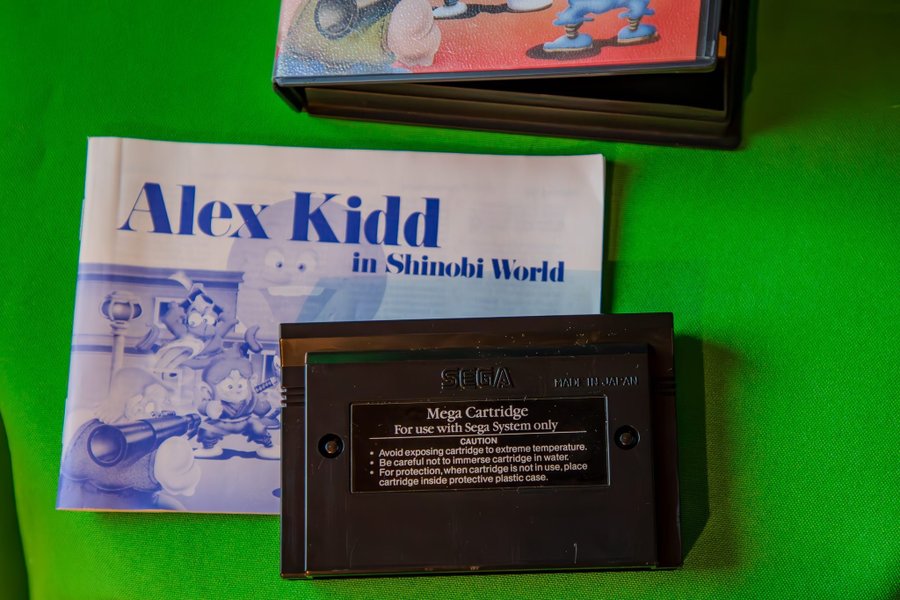 Alex Kidd
in Shinobi World
SEGA
MADE IN JAPAN
Mega Cartridge
For use with Sega System only
CAUTION
• Avoid exposing cartridge to extreme temperature.
• Be careful not to immerse cartridge in water.
• For protection, when cartridge is not in use, place
cartridge inside protective plastic case.